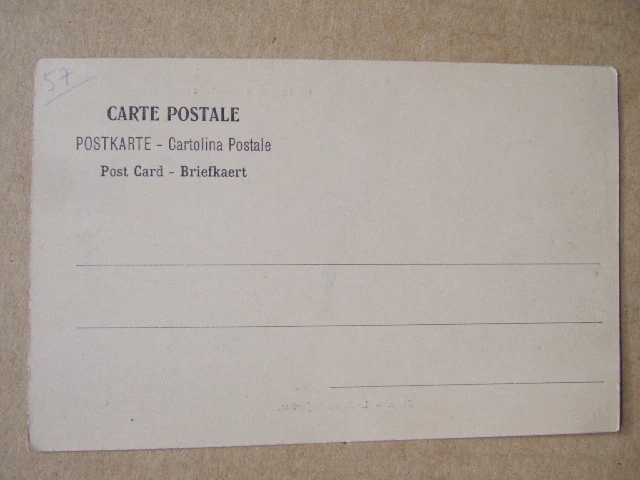 57
CARTE POSTALE
POSTKARTE - Cartolina Postale
Post Card - Briefkaert